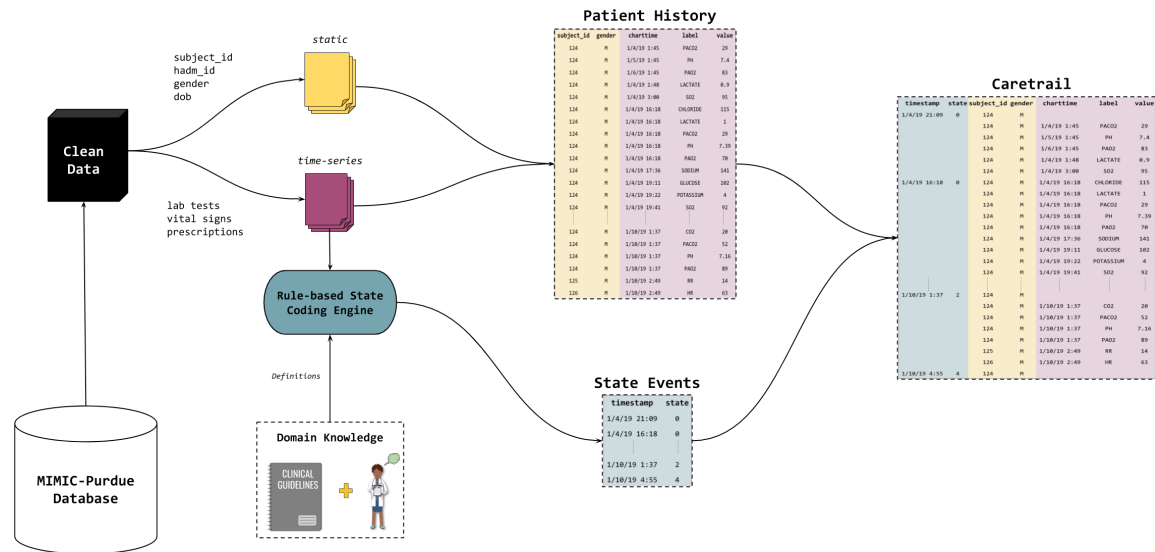 Patient History
static
subject_id
hadm_id
gender
dob
Clean
Data
time-series
lab tests
vital signs
prescriptions
Rule-based State
Coding Engine
Definitions
Domain Knowledge
CLINICAL
GUIDELINES
MIMIC-Purdue
Database
subject_id gender charttime label value
124 M 1/4/19 1:45 PACO2 29
124 M 1/5/19 1:45 PH 7.4
124 M 1/6/19 1:45 PAO2 83
124 M 1/4/19 1:48 LACTATE 0.9
124 M 1/4/19 3:00 SO2 95
124 M 1/4/19 16:18 CHLORIDE 115
124 M 1/4/19 16:18 LACTATE 1
124 M 1/4/19 16:18 PACO2 29
124 M 1/4/19 16:18 PH 7.39
124 M 1/4/19 16:18 PAO2 70
124 M 1/4/19 17:36 SODIUM 141
124 M 1/4/19 19:11 GLUCOSE 102
124 M 1/4/19 19:22 POTASSIUM 4
124 M 1/4/19 19:41 SO2 92
124 M 1/10/19 1:37 CO2 20
124 M 1/10/19 1:37 PACO2 52
124 M 1/10/19 1:37 PH 7.16
124 M 1/10/19 1:37 PAO2 89
125 M 1/10/19 2:49 RR 14
126 M 1/10/19 2:49 HR 63
State Events
timestamp state
1/4/19 21:09 0
1/4/19 16:18 0
1/10/19 1:37 2
1/10/19 4:55 4
Caretrail
timestamp state subject_id gender charttime label value
1/4/19 21:09 0 124 M
124 M 1/4/19 1:45 PACO2 29
124 M 1/5/19 1:45 PH 7.4
124 M 1/6/19 1:45 PAO2 83
124 M 1/4/19 1:48 LACTATE 0.9
124 M 1/4/19 3:00 SO2 95
1/4/19 16:18 0 124 M 1/4/19 16:18 CHLORIDE 115
124 M 1/4/19 16:18 LACTATE 1
124 M 1/4/19 16:18 PACO2 29
124 M 1/4/19 16:18 PH 7.39
124 M 1/4/19 16:18 PAO2 70
124 M 1/4/19 17:36 SODIUM 141
124 M 1/4/19 19:11 GLUCOSE 102
124 M 1/4/19 19:22 POTASSIUM 4
124 M 1/4/19 19:41 SO2 92
1/10/19 1:37 2 124 M
124 M 1/10/19 1:37 CO2 20
124 M 1/10/19 1:37 PACO2 52
124 M 1/10/19 1:37 PH 7.16
124 M 1/10/19 1:37 PAO2 89
125 M 1/10/19 2:49 RR 14
126 M 1/10/19 2:49 HR 63
1/10/19 4:55 4 124 M